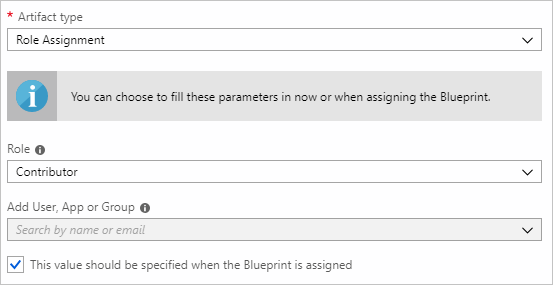 * Artifact type
Role Assignment
You can choose to fill these parameters in now or when assigning the Blueprint.
Role
Contributor
Add User, App or Group
Search by name or email
This value should be specified when the Blueprint is assigned